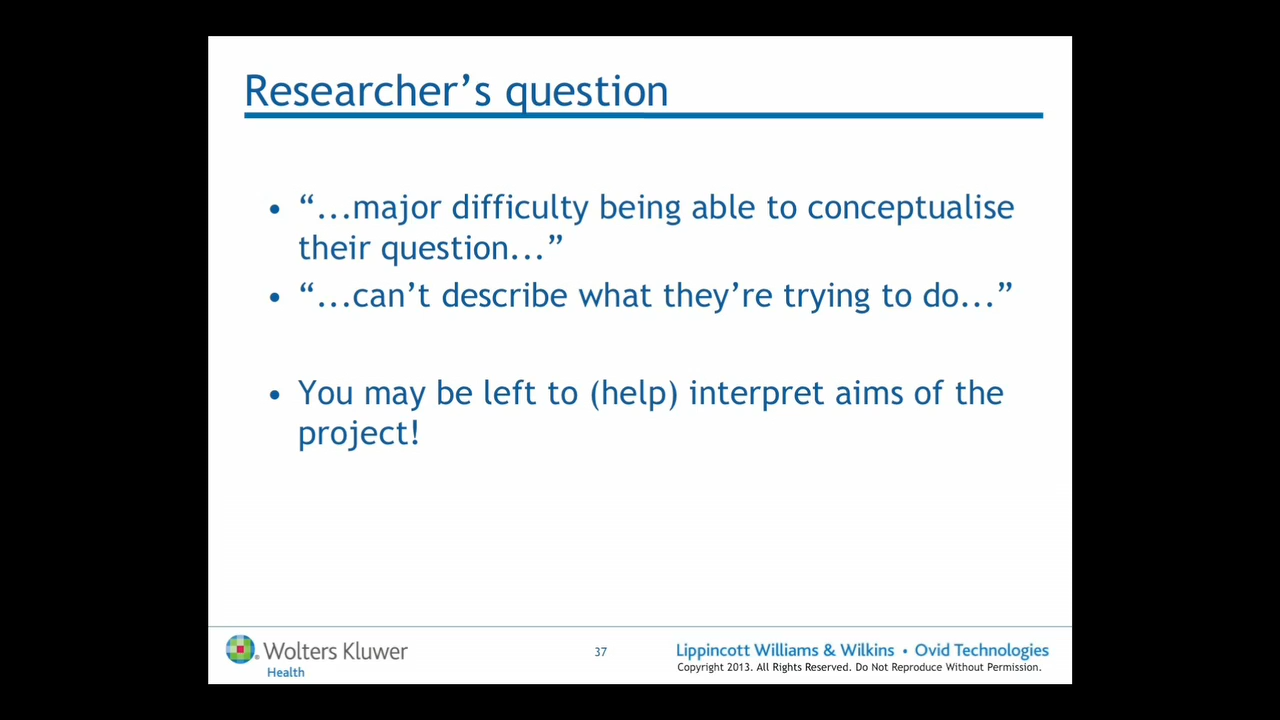 Researcher’s question
• “...major difficulty being able to conceptualise
their question...”
• “...can’t describe what they’re trying to do...”
• You may be left to (help) interpret aims of the
project!
Wolters Kluwer
Health
37
Lippincott Williams & Wilkins • Ovid Technologies
Copyright 2013. All Rights Reserved. Do Not Reproduce Without Permission.